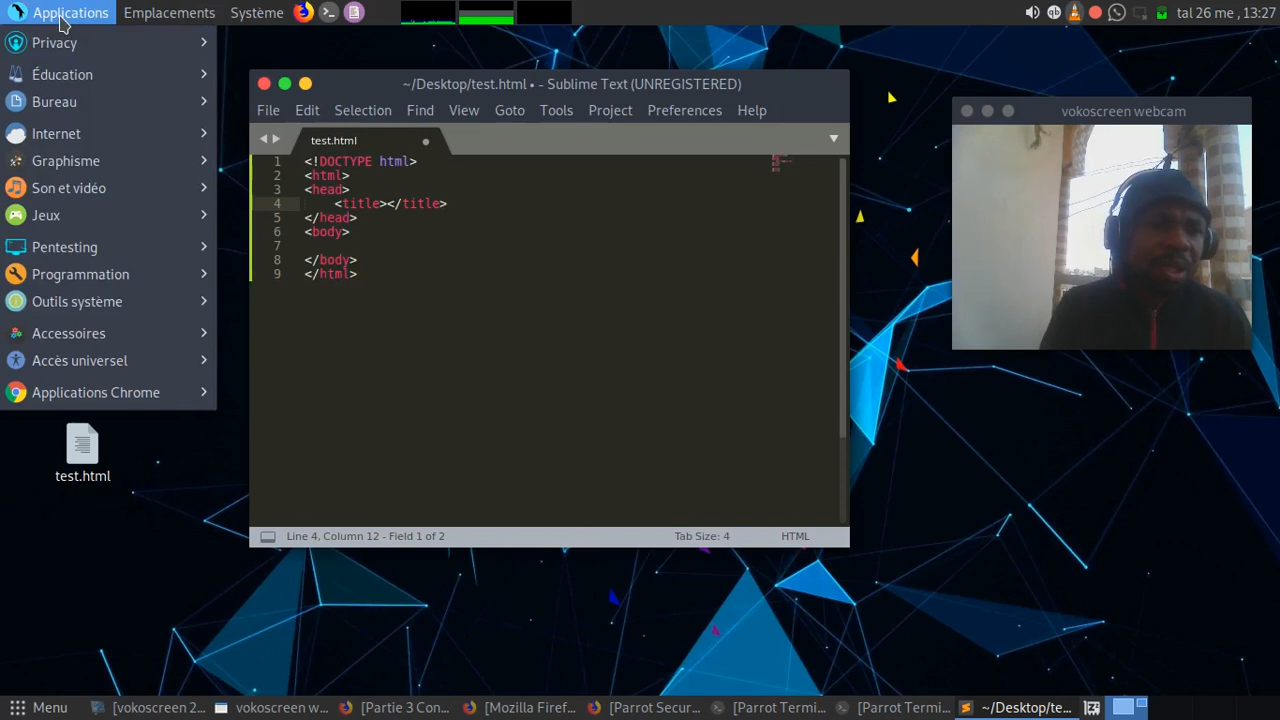 Applications Emplacements Système tal 26 me , 13:27
Privacy
Éducation
Bureau
Internet
Graphisme
Son et vidéo
Jeux
Pentesting
Programmation
Outils système
Accessoires
Accès universel
Applications Chrome
test.html
~/Desktop/test.html • - Sublime Text (UNREGISTERED)
File Edit Selection Find View Goto Tools Project Preferences Help
test.html
1 <!DOCTYPE html>
2 <html>
3 <head>
4 <title></title>
5 </head>
6 <body>
7
8 </body>
9 </html>
Line 4, Column 12 - Field 1 of 2 Tab Size: 4 HTML
vokoscreen webcam
Menu [vokoscreen 2... vokoscreen w... [Partie 3 Con... [Mozilla Firef... [Parrot Secur... [Parrot Termi... [Parrot Termi... ~/Desktop/te...